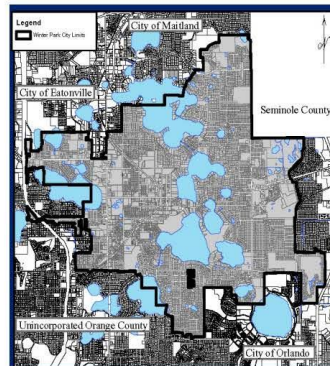 Legend
Winter Park City Limits
City of Maitland
City of Eatonville
Seminole County
Unincorporated Orange County
City of Orlando